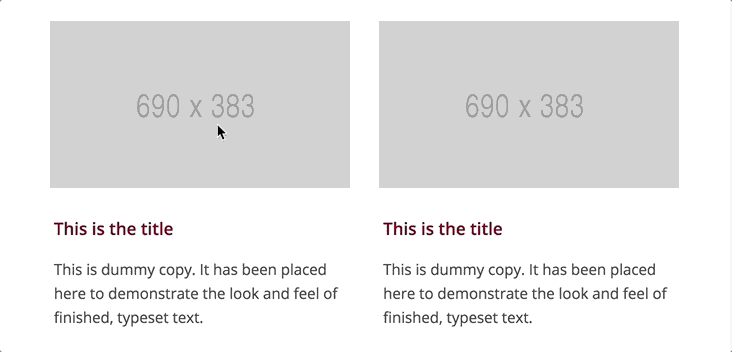 690 x 383
690 x 383
This is the title
This is dummy copy. It has been placed
here to demonstrate the look and feel of
finished, typeset text.
This is the title
This is dummy copy. It has been placed
here to demonstrate the look and feel of
finished, typeset text.